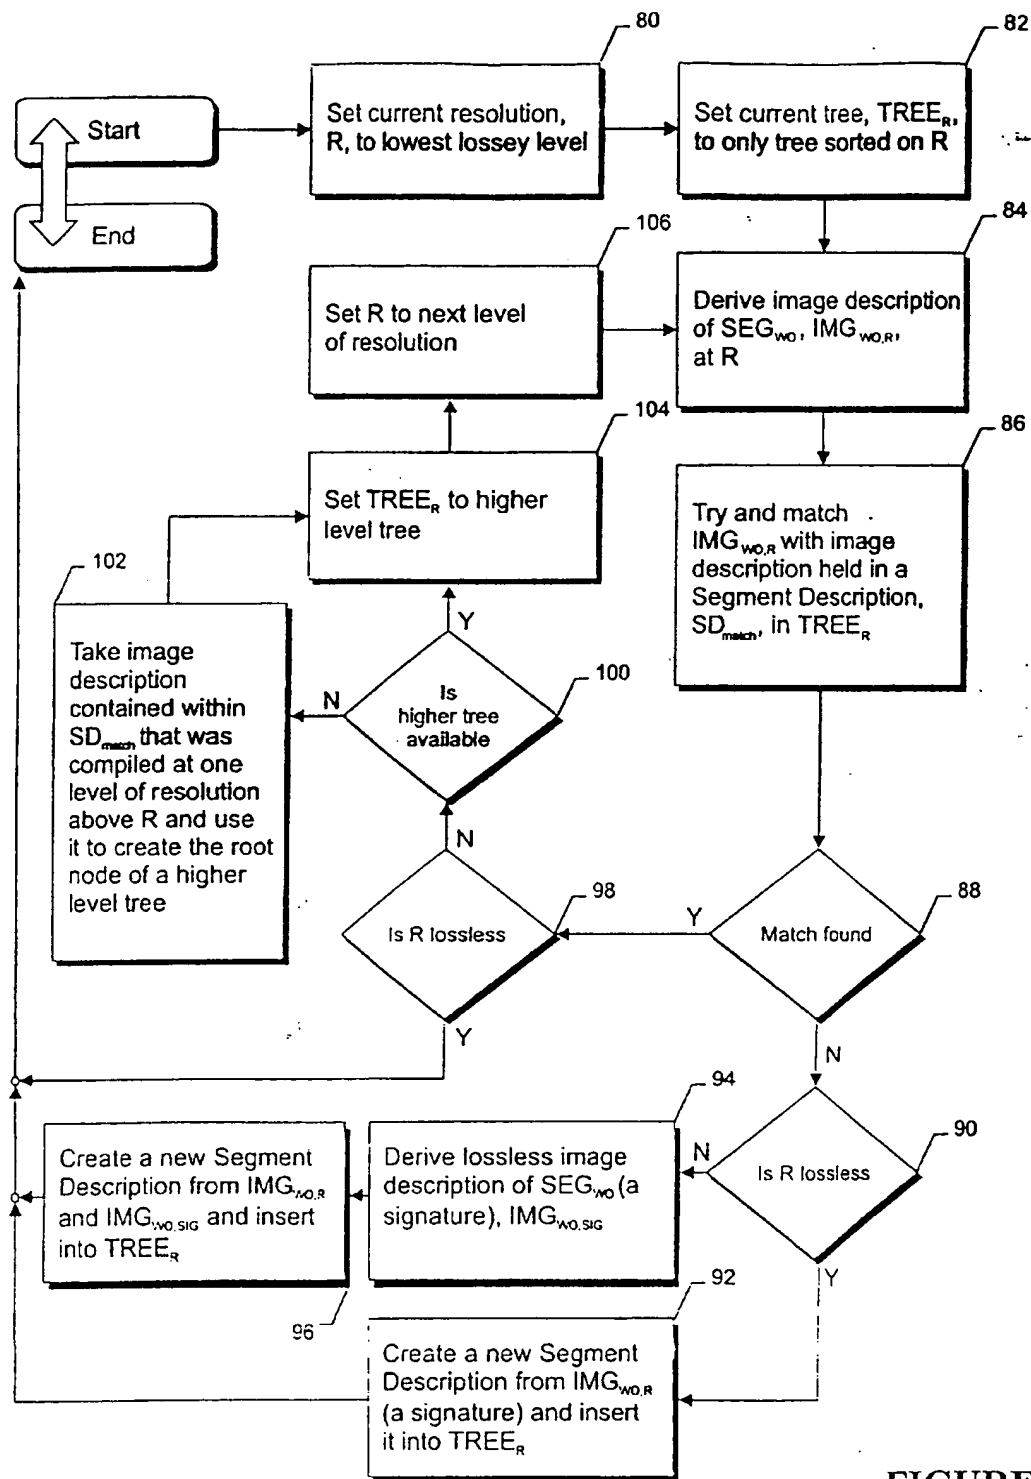 80
82
Start
Set current resolution,
R, to lowest lossey level
Set current tree, TREE_R,
to only tree sorted on R
End
106
84
Set R to next level
of resolution
Derive image description
of SEG_WO, IMG_WO,R,
at R
104
86
Set TREE_R to higher
level tree
Try and match
IMG_WO,R with image
description held in a
Segment Description,
SD_match, in TREE_R
102
Y
Take image
description
contained within
SD_match that was
compiled at one
level of resolution
above R and use
it to create the root
node of a higher
level tree
N
Is
higher tree
available
100
N
98
88
Is R lossless
Y
Match found
Y
N
94
90
Create a new Segment
Description from IMG_WO,R
and IMG_WO,SIG and insert
into TREE_R
Derive lossless image
description of SEG_WO (a
signature), IMG_WO,SIG
N
Is R lossless
96
92
Y
Create a new Segment
Description from IMG_WO,R
(a signature) and insert
it into TREE_R
FIGURE